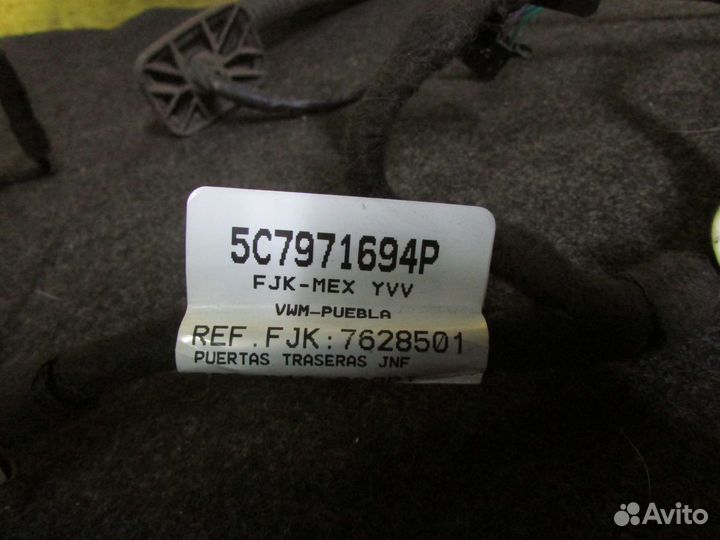 5C7971694P
FJK-MEX YVV
VWM-PUEBLA
REF.FJK:7628501
PUERTAS TRASERAS JNF
Avito